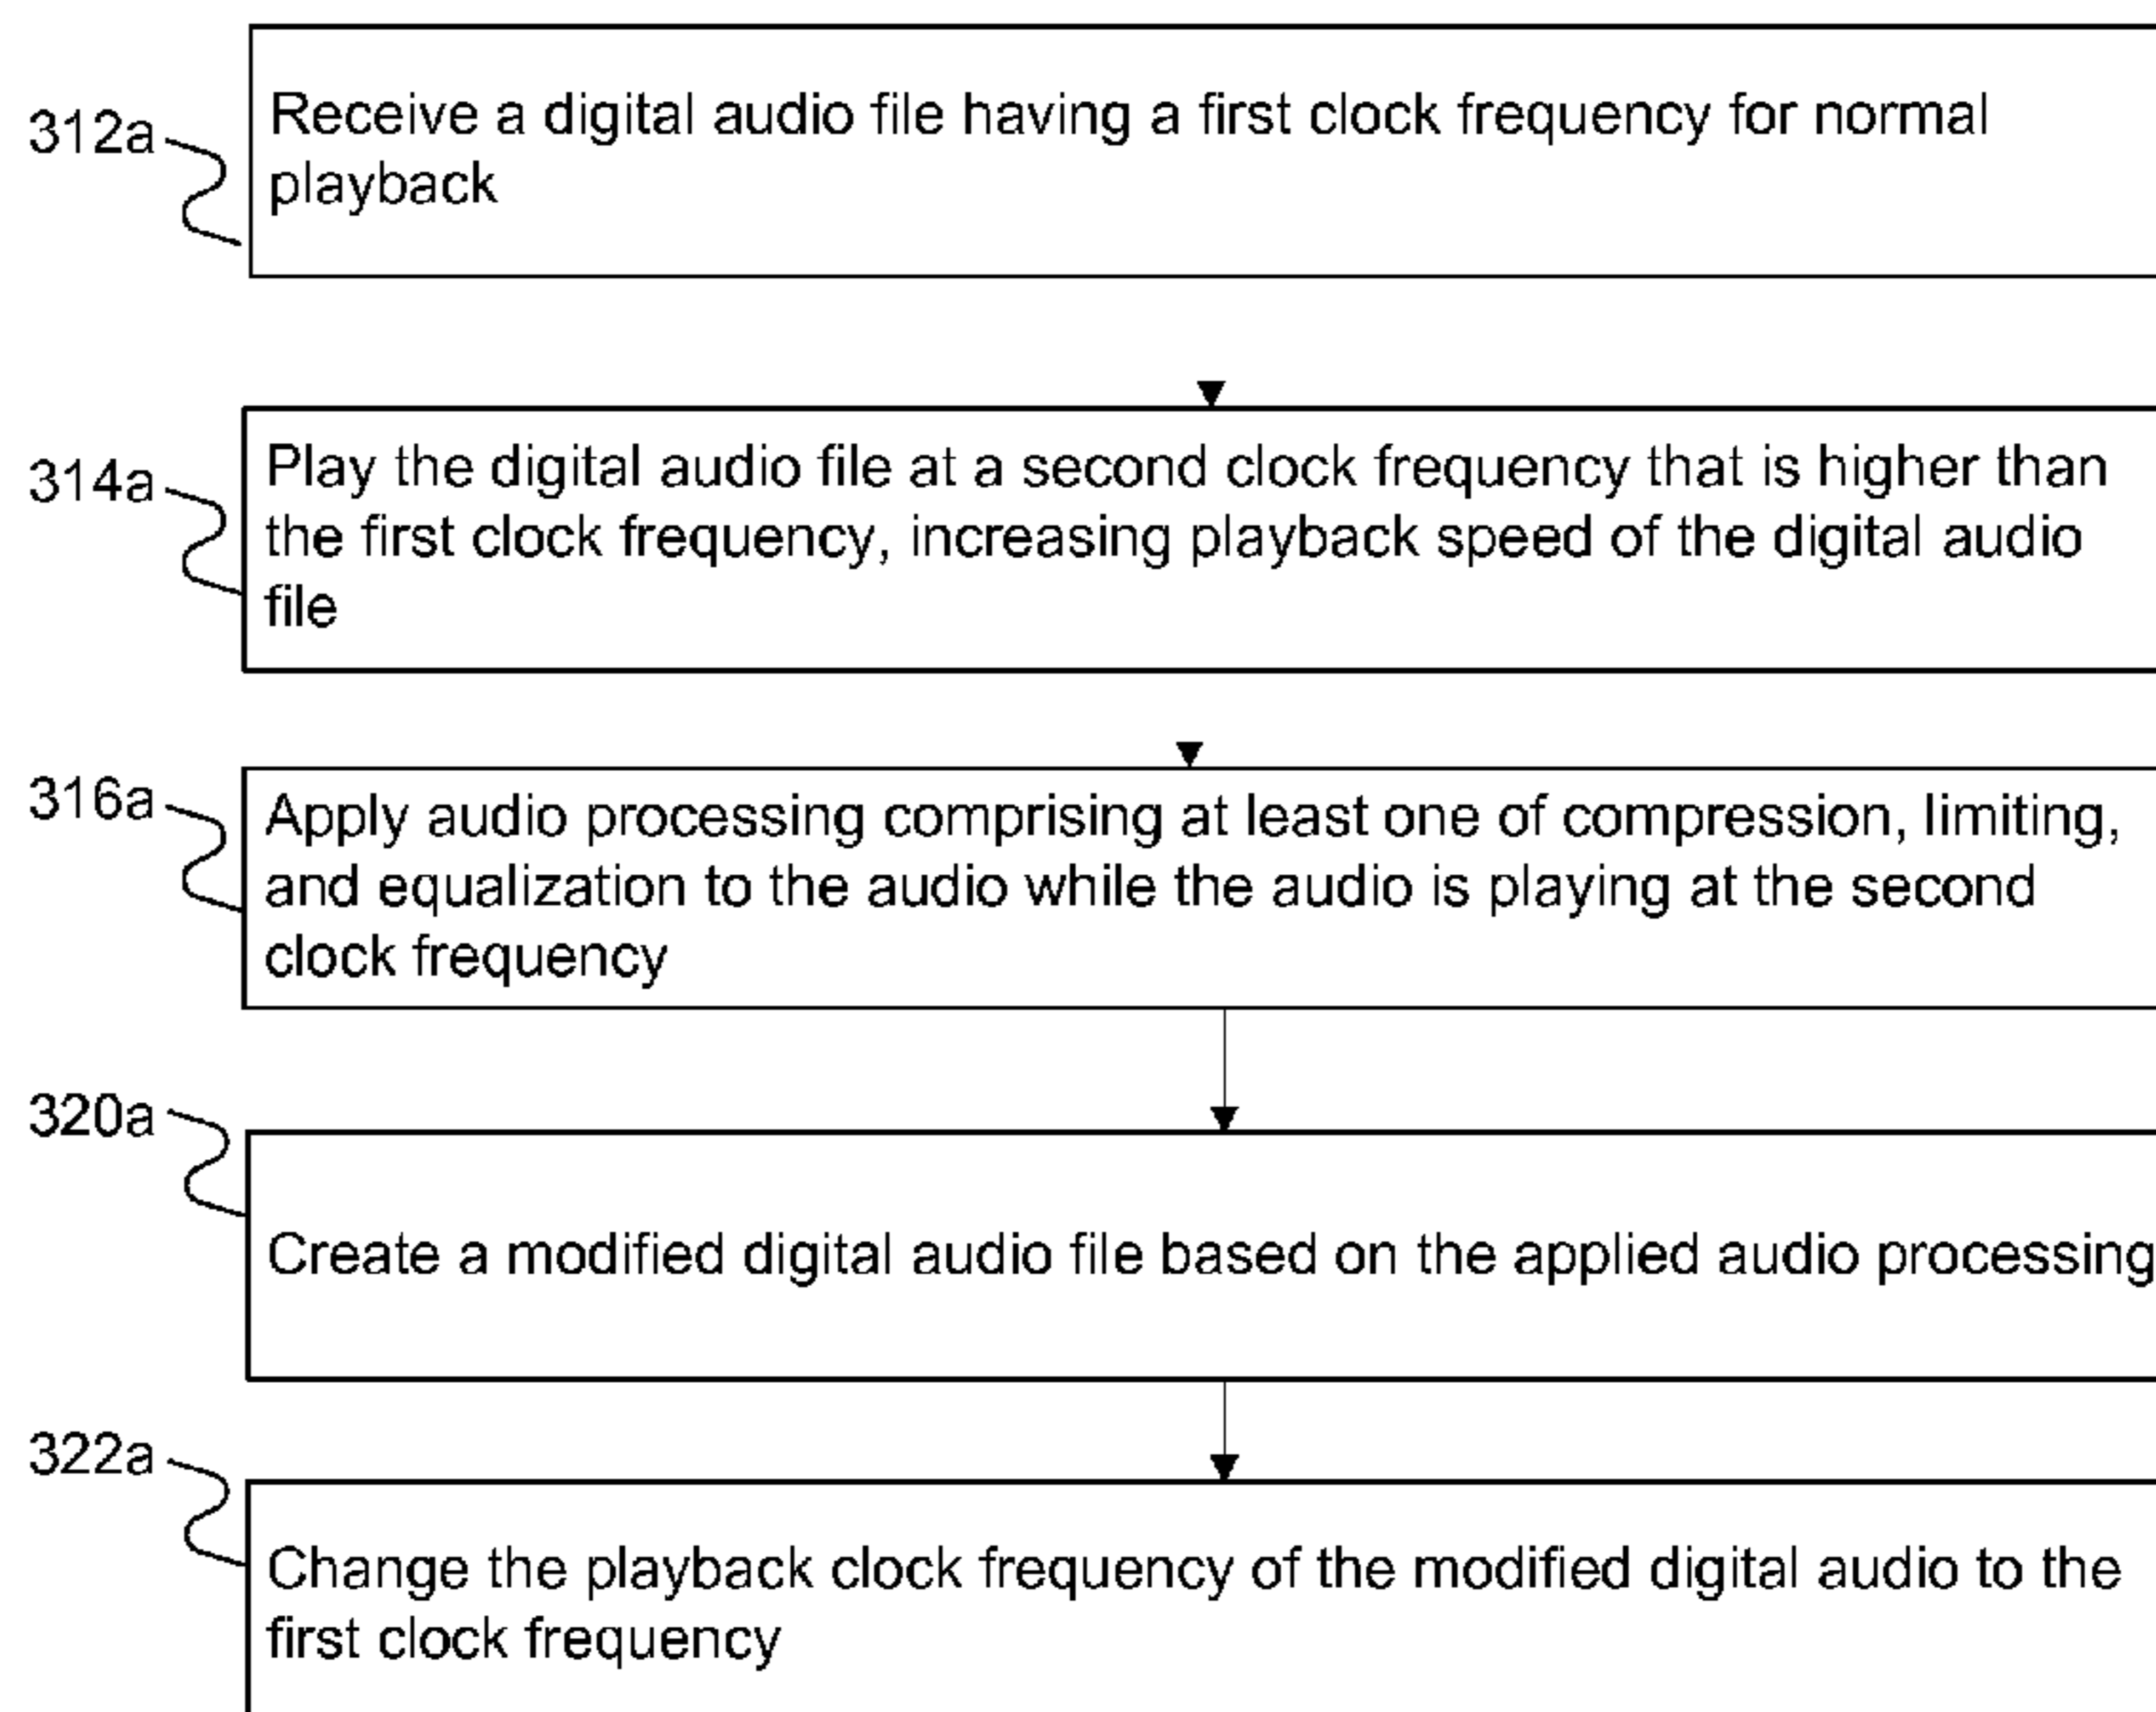 312a
Receive a digital audio file having a first clock frequency for normal
playback
314a
Play the digital audio file at a second clock frequency that is higher than
the first clock frequency, increasing playback speed of the digital audio
file
316a
Apply audio processing comprising at least one of compression, limiting,
and equalization to the audio while the audio is playing at the second
clock frequency
320a
Create a modified digital audio file based on the applied audio processing
322a
Change the playback clock frequency of the modified digital audio to the
first clock frequency